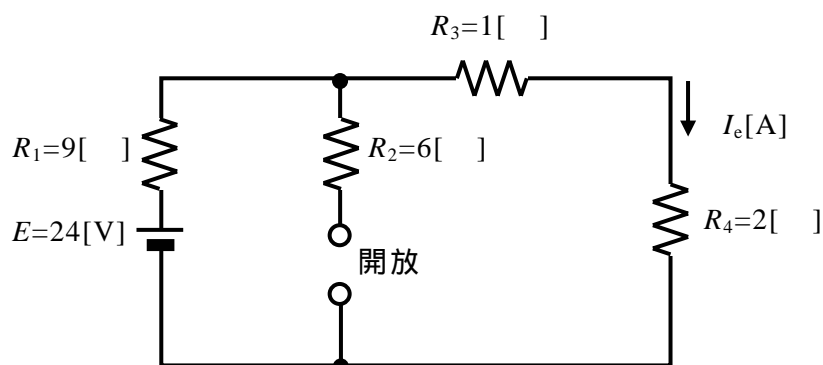 R3=1[ ]
Ie[A]
R1=9[ ]
R2=6[ ]
E=24[V]
R4=2[ ]
開放